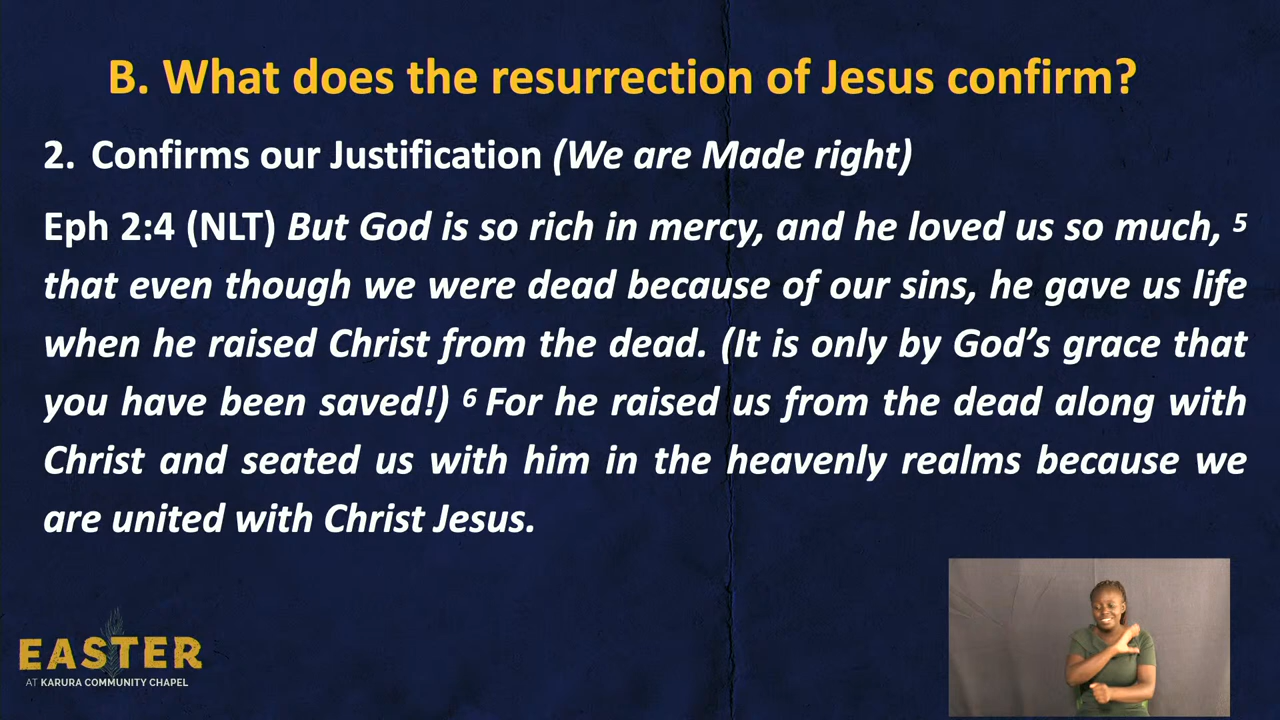 B. What does the resurrection of Jesus confirm?
2. Confirms our Justification (We are Made right)
Eph 2:4 (NLT) But God is so rich in mercy, and he loved us so much, 5
that even though we were dead because of our sins, he gave us life
when he raised Christ from the dead. (It is only by God’s grace that
you have been saved!) 6 For he raised us from the dead along with
Christ and seated us with him in the heavenly realms because we
are united with Christ Jesus.
EASTER
AT KARURA COMMUNITY CHAPEL